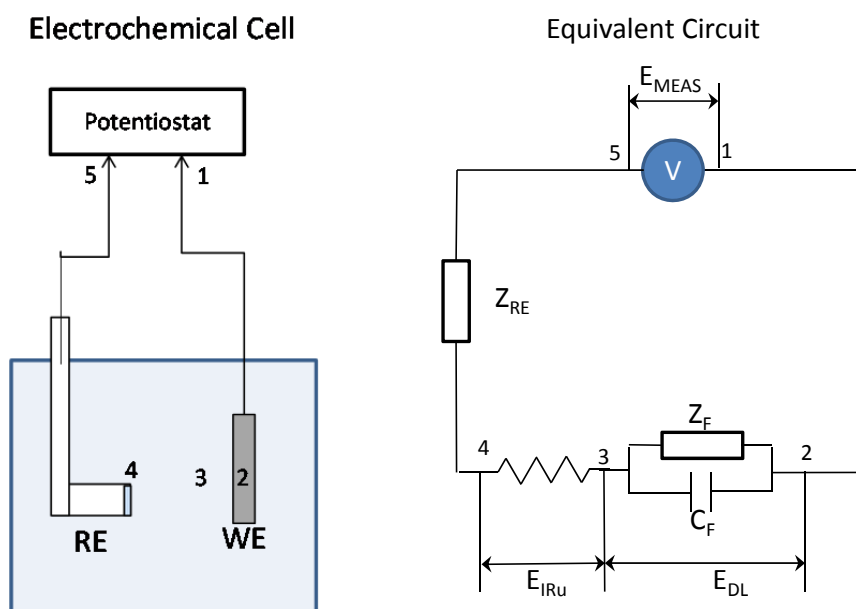 Electrochemical Cell
Potentiostat
5
1
4
3
2
RE
WE
Equivalent Circuit
E_MEAS
5
1
V
Z_RE
Z_F
4
3
2
C_F
E_IRu
E_DL